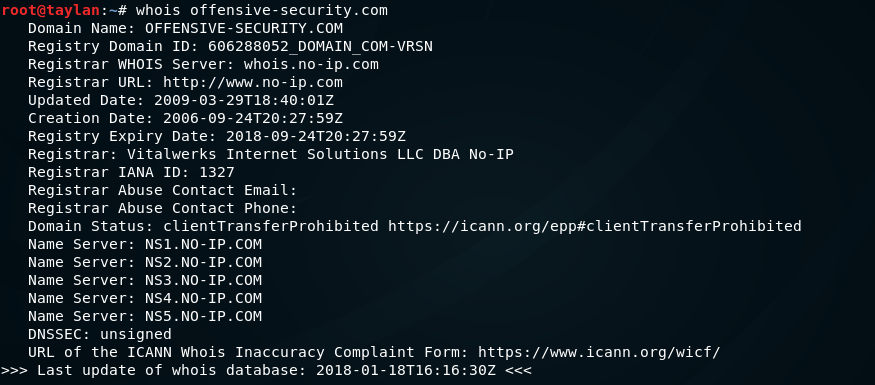 root@taylan:~# whois offensive-security.com
Domain Name: OFFENSIVE-SECURITY.COM
Registry Domain ID: 606288052_DOMAIN_COM-VRSN
Registrar WHOIS Server: whois.no-ip.com
Registrar URL: http://www.no-ip.com
Updated Date: 2009-03-29T18:40:01Z
Creation Date: 2006-09-24T20:27:59Z
Registry Expiry Date: 2018-09-24T20:27:59Z
Registrar: Vitalwerks Internet Solutions LLC DBA No-IP
Registrar IANA ID: 1327
Registrar Abuse Contact Email:
Registrar Abuse Contact Phone:
Domain Status: clientTransferProhibited https://icann.org/epp#clientTransferProhibited
Name Server: NS1.NO-IP.COM
Name Server: NS2.NO-IP.COM
Name Server: NS3.NO-IP.COM
Name Server: NS4.NO-IP.COM
Name Server: NS5.NO-IP.COM
DNSSEC: unsigned
URL of the ICANN Whois Inaccuracy Complaint Form: https://www.icann.org/wicf/
>>> Last update of whois database: 2018-01-18T16:16:30Z <<<